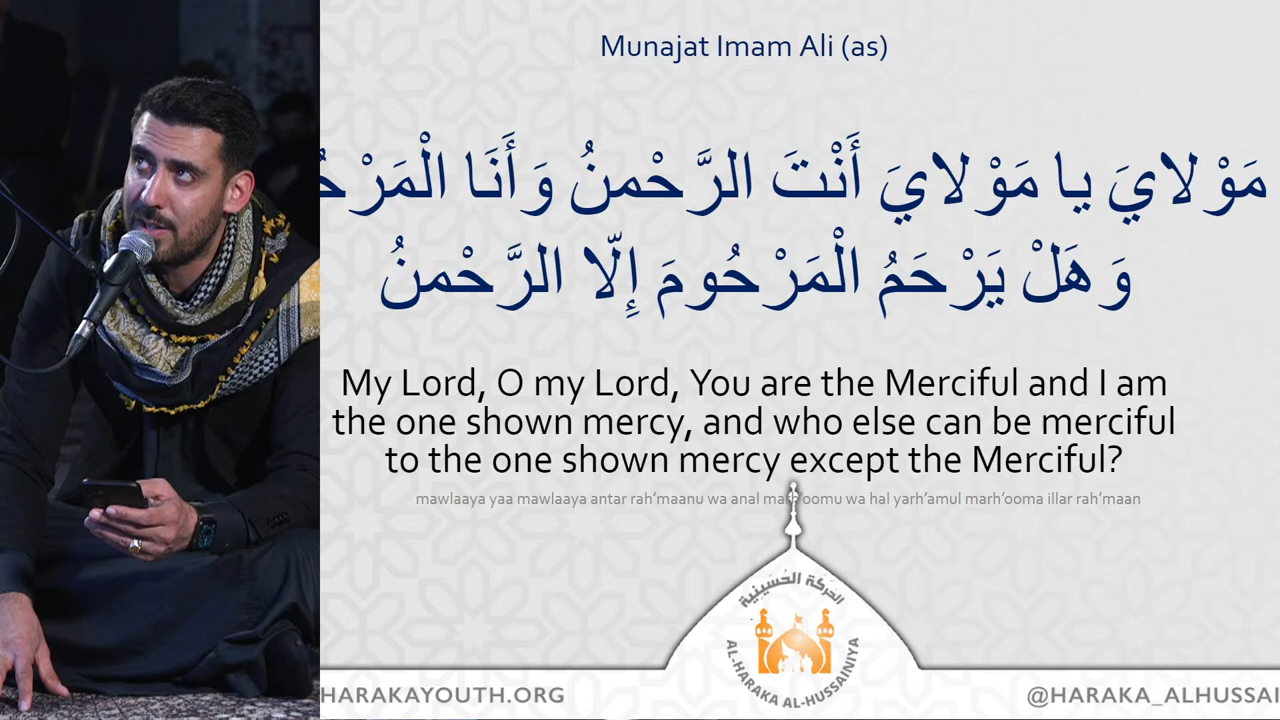 Munajat Imam Ali (as)
مَوْلايَ يا مَوْلايَ أَنْتَ الرَّحْمنُ وَ أَنَا
وَ هَلْ يَرْحَمُ الْمَرْحُومَ إِلّا الرَّحْمنُ
My Lord, O my Lord, You are the Merciful and I am
the one shown mercy, and who else can be merciful
to the one shown mercy except the Merciful?
mawlaaya yaa mawlaaya antar rah’maanu wa anal wa hal yarh’amul marh’ooma illar rah’maan
الحركة الحسينية
AL-HARAKA AL-HUSSAINIYA
HARAKAYOUTH.ORG
@HARAKA_ALHUSSAI